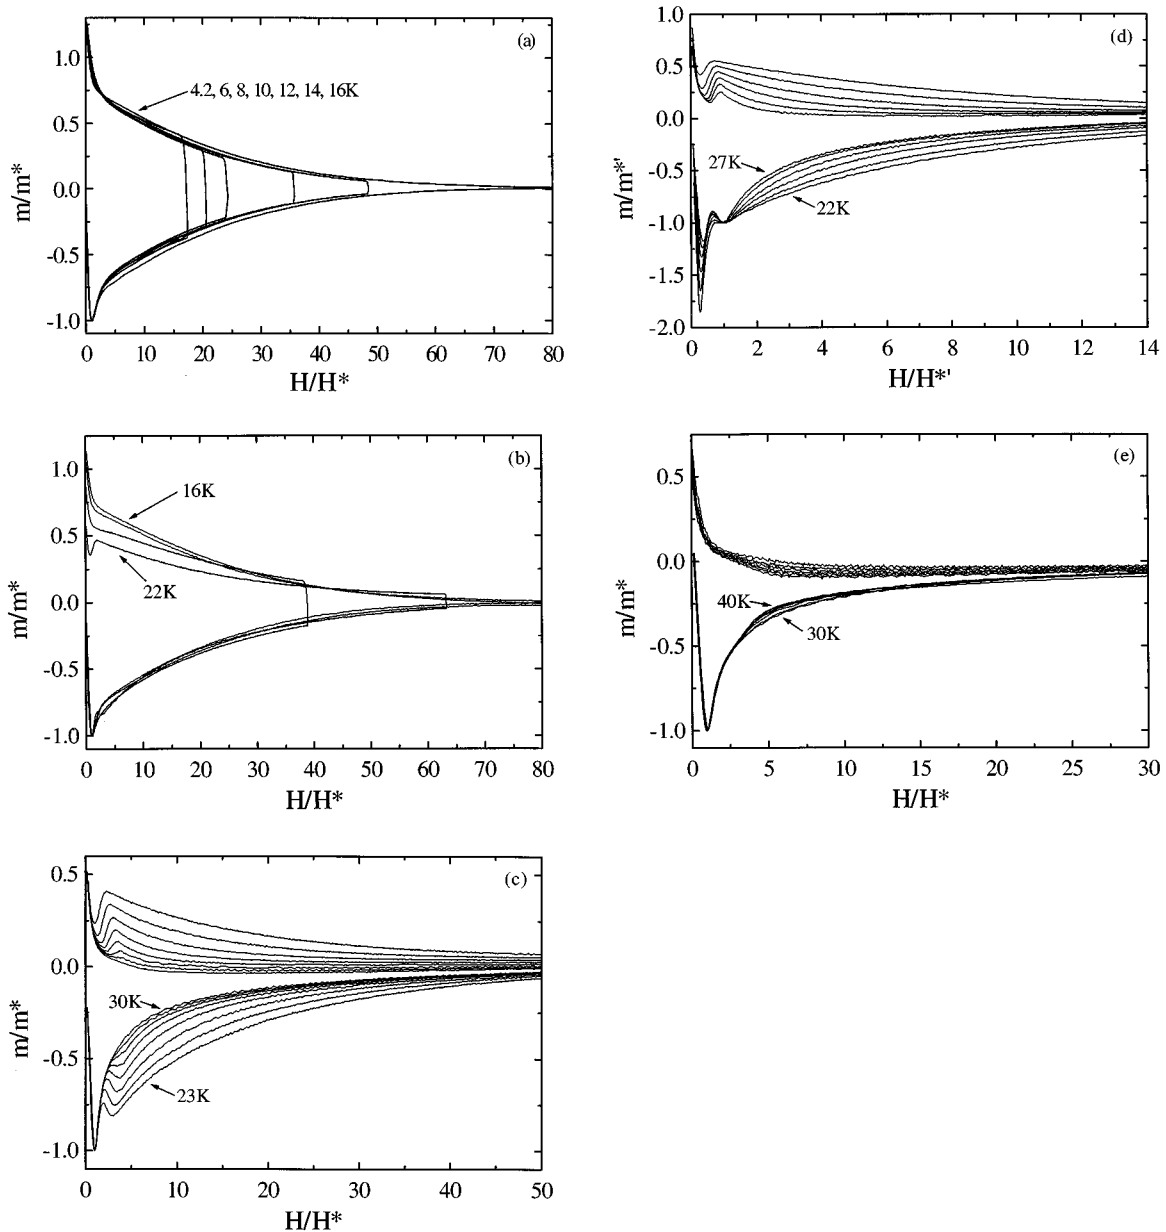 (a)
1.0
0.5
0.0
-0.5
-1.0
m/m*
4.2, 6, 8, 10, 12, 14, 16K
0 10 20 30 40 50 60 70 80
H/H*
(b)
1.0
0.5
0.0
-0.5
-1.0
m/m*
16K
22K
0 10 20 30 40 50 60 70 80
H/H*
(c)
0.5
0.0
-0.5
-1.0
m/m*
30K
23K
0 10 20 30 40 50
H/H*
(d)
1.0
0.5
0.0
-0.5
-1.0
-1.5
-2.0
m/m*'
27K
22K
0 2 4 6 8 10 12 14
H/H*'
(e)
0.5
0.0
-0.5
-1.0
m/m*
40K
30K
0 5 10 15 20 25 30
H/H*